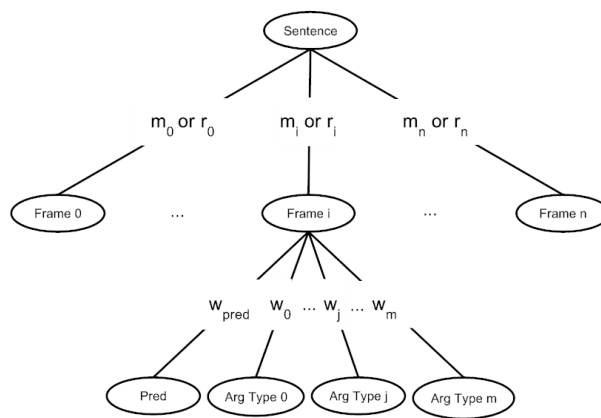 Sentence
m0 or r0 mi or ri mn or rn
Frame 0 ... Frame i ... Frame n
wpred w0 ... wj ... wm
Pred Arg Type 0 Arg Type j Arg Type m